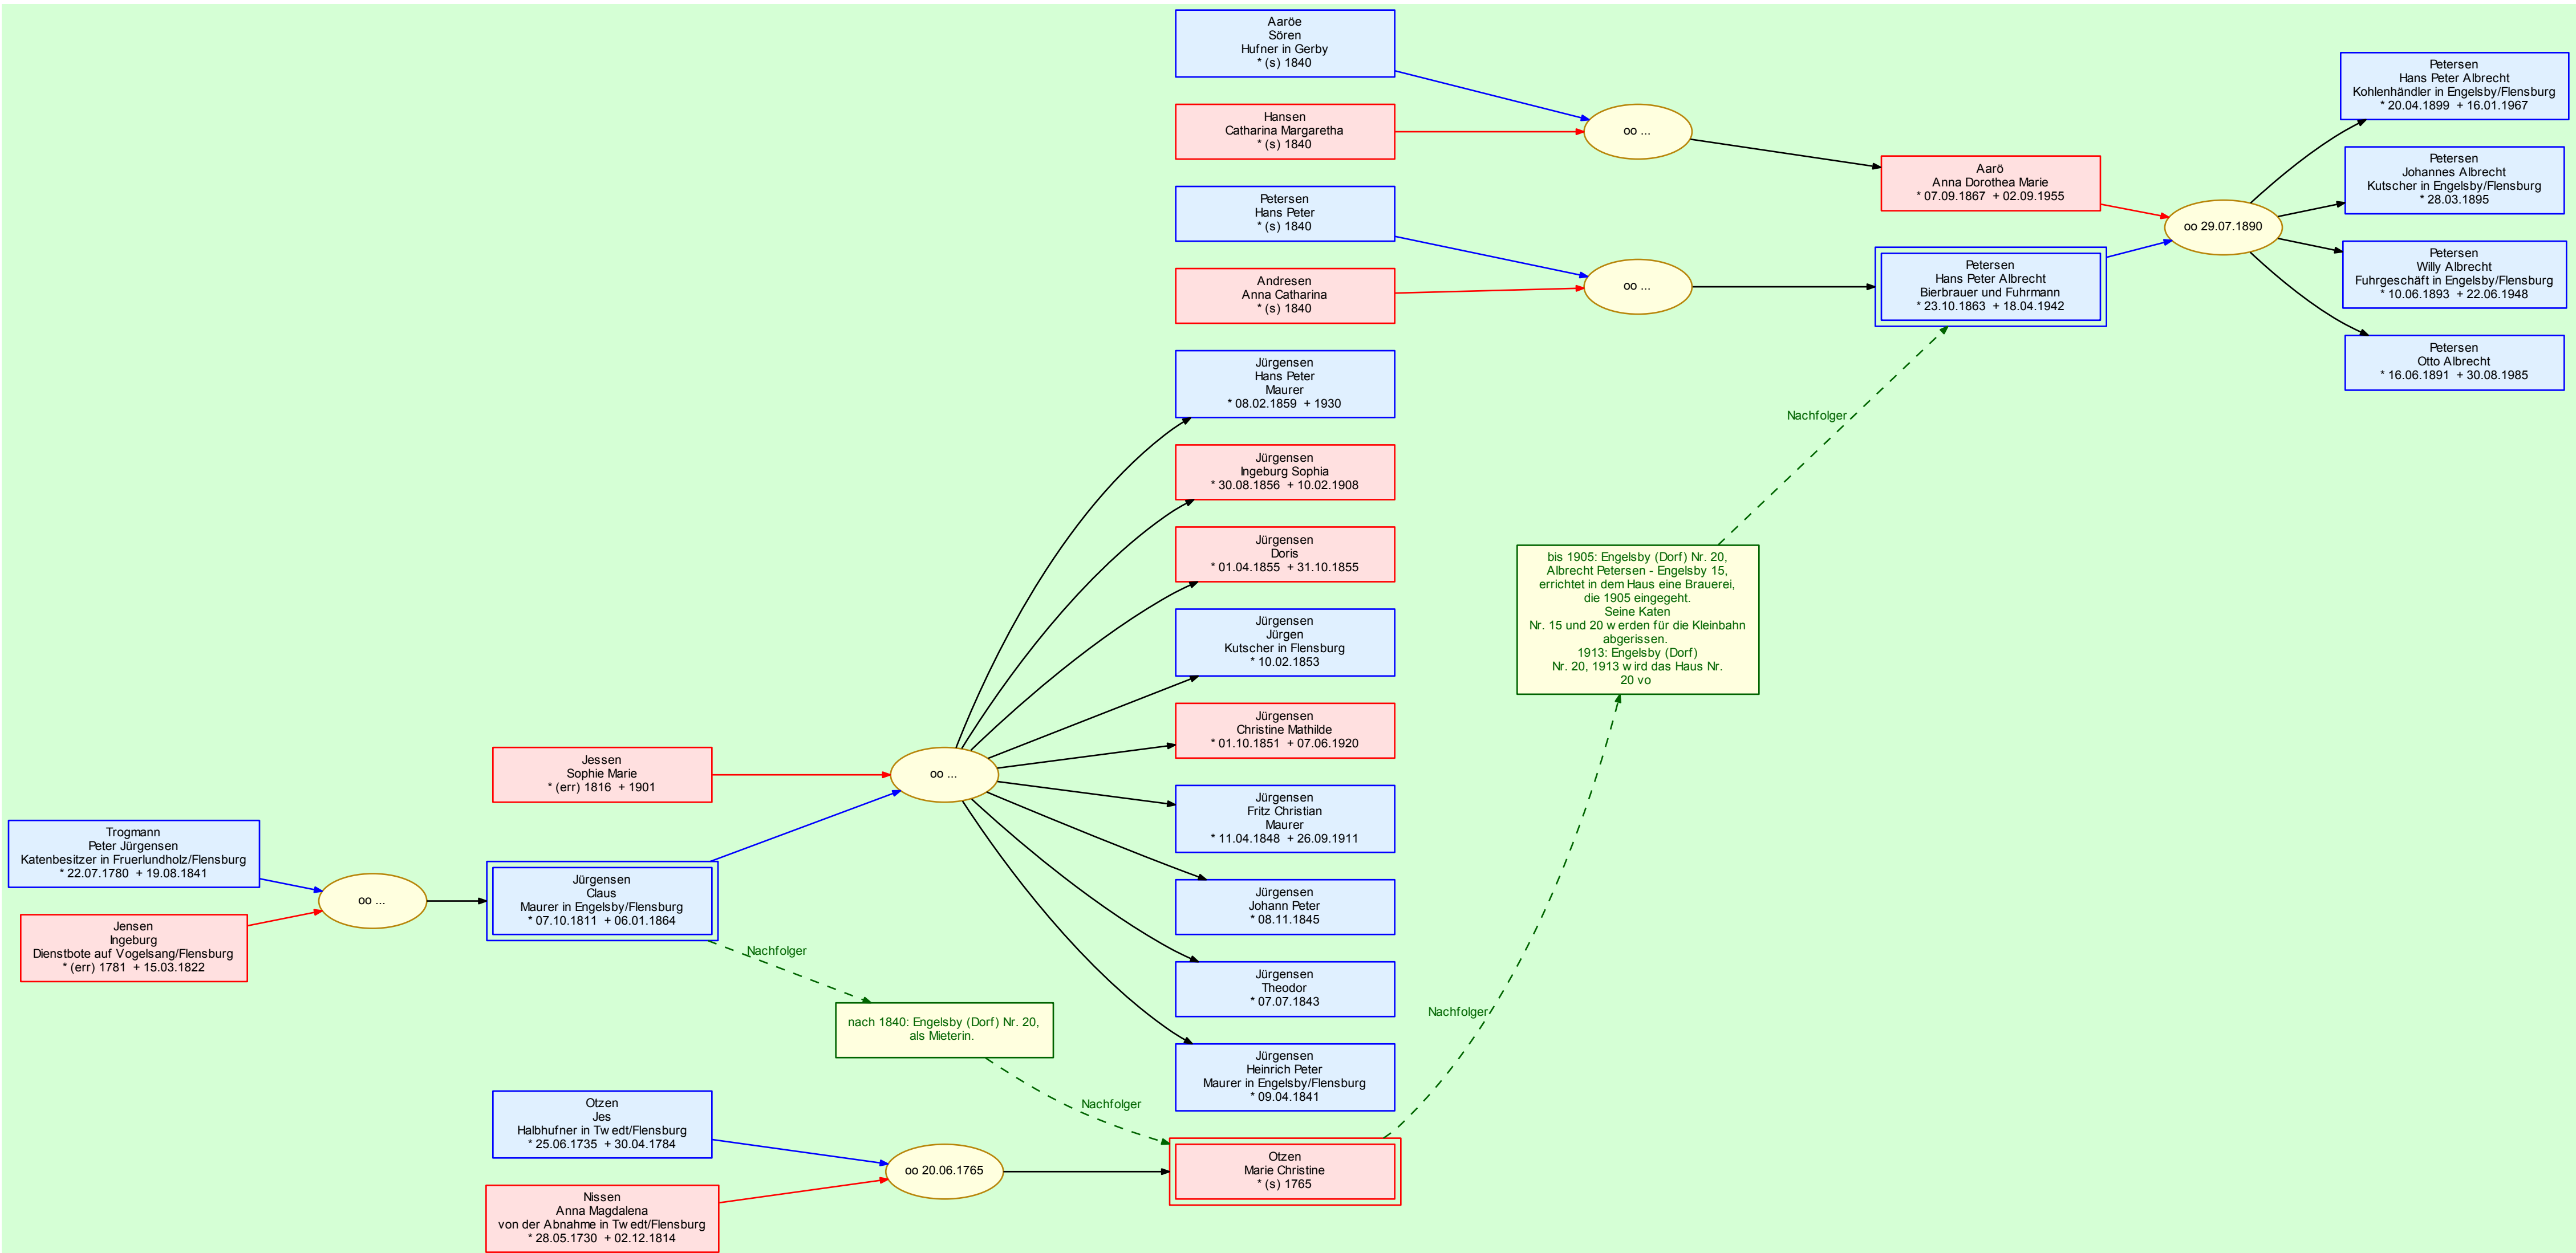 Trogmann
Peter Jürgensen
Katenbesitzer in Fruerlundholz/Flensburg
* 22.07.1780 + 19.08.1841
Jensen
Ingeburg
Dienstbote auf Vogelsang/Flensburg
* (err) 1781 + 15.03.1822
oo ...
Jessen
Sophie Marie
* (err) 1816 + 1901
Jürgensen
Claus
Maurer in Engelsby/Flensburg
* 07.10.1811 + 06.01.1864
Otzen
Jes
Halbhufner in Twedt/Flensburg
* 25.06.1735 + 30.04.1784
Nissen
Anna Magdalena
von der Abnahme in Twedt/Flensburg
* 28.05.1730 + 02.12.1814
Nachfolger
oo ...
nach 1840: Engelsby (Dorf) Nr. 20,
als Mieterin.
oo 20.06.1765
Nachfolger
Aaröe
Sören
Hufner in Gerby
* (s) 1840
Hansen
Catharina Margaretha
* (s) 1840
Petersen
Hans Peter
* (s) 1840
Andresen
Anna Catharina
* (s) 1840
Jürgensen
Hans Peter
Maurer
* 08.02.1859 + 1930
Jürgensen
Ingeburg Sophia
* 30.08.1856 + 10.02.1908
Jürgensen
Doris
* 01.04.1855 + 31.10.1855
Jürgensen
Jürgen
Kutscher in Flensburg
* 10.02.1853
Jürgensen
Christine Mathilde
* 01.10.1851 + 07.06.1920
Jürgensen
Fritz Christian
Maurer
* 11.04.1848 + 26.09.1911
Jürgensen
Johann Peter
* 08.11.1845
Jürgensen
Theodor
* 07.07.1843
Jürgensen
Heinrich Peter
Maurer in Engelsby/Flensburg
* 09.04.1841
Otzen
Marie Christine
* (s) 1765
Nachfolger
oo ...
oo ...
bis 1905: Engelsby (Dorf) Nr. 20,
Albrecht Petersen - Engelsby 15,
errichtet in dem Haus eine Brauerei,
die 1905 eingegeht.
Seine Katen
Nr. 15 und 20 werden für die Kleinbahn
abgerissen.
1913: Engelsby (Dorf)
Nr. 20, 1913 wird das Haus Nr.
20 vo
Nachfolger
Aarö
Anna Dorothea Marie
* 07.09.1867 + 02.09.1955
Petersen
Hans Peter Albrecht
Bierbrauer und Fuhrmann
* 23.10.1863 + 18.04.1942
oo 29.07.1890
Petersen
Hans Peter Albrecht
Kohlenhändler in Engelsby/Flensburg
* 20.04.1899 + 16.01.1967
Petersen
Johannes Albrecht
Kutscher in Engelsby/Flensburg
* 28.03.1895
Petersen
Willy Albrecht
Fuhrgeschäft in Engelsby/Flensburg
* 10.06.1893 + 22.06.1948
Petersen
Otto Albrecht
* 16.06.1891 + 30.08.1985